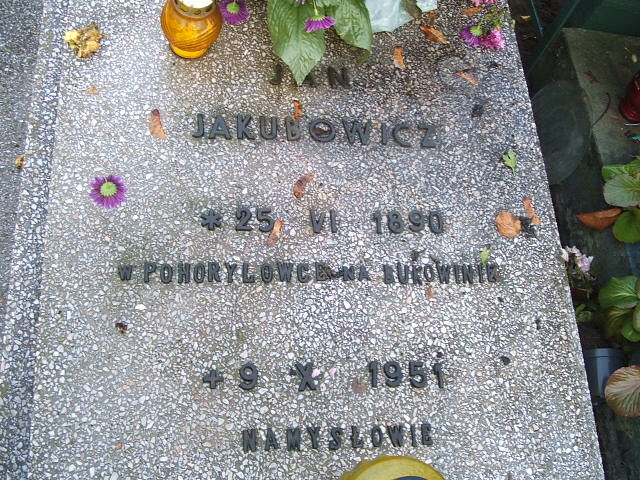 JAN
JAKUBOWICZ
* 25 VI 1890
W POHORYLOWCE NA BUKOWINIE
+ 9 X 1951
NAMYSŁOWIE